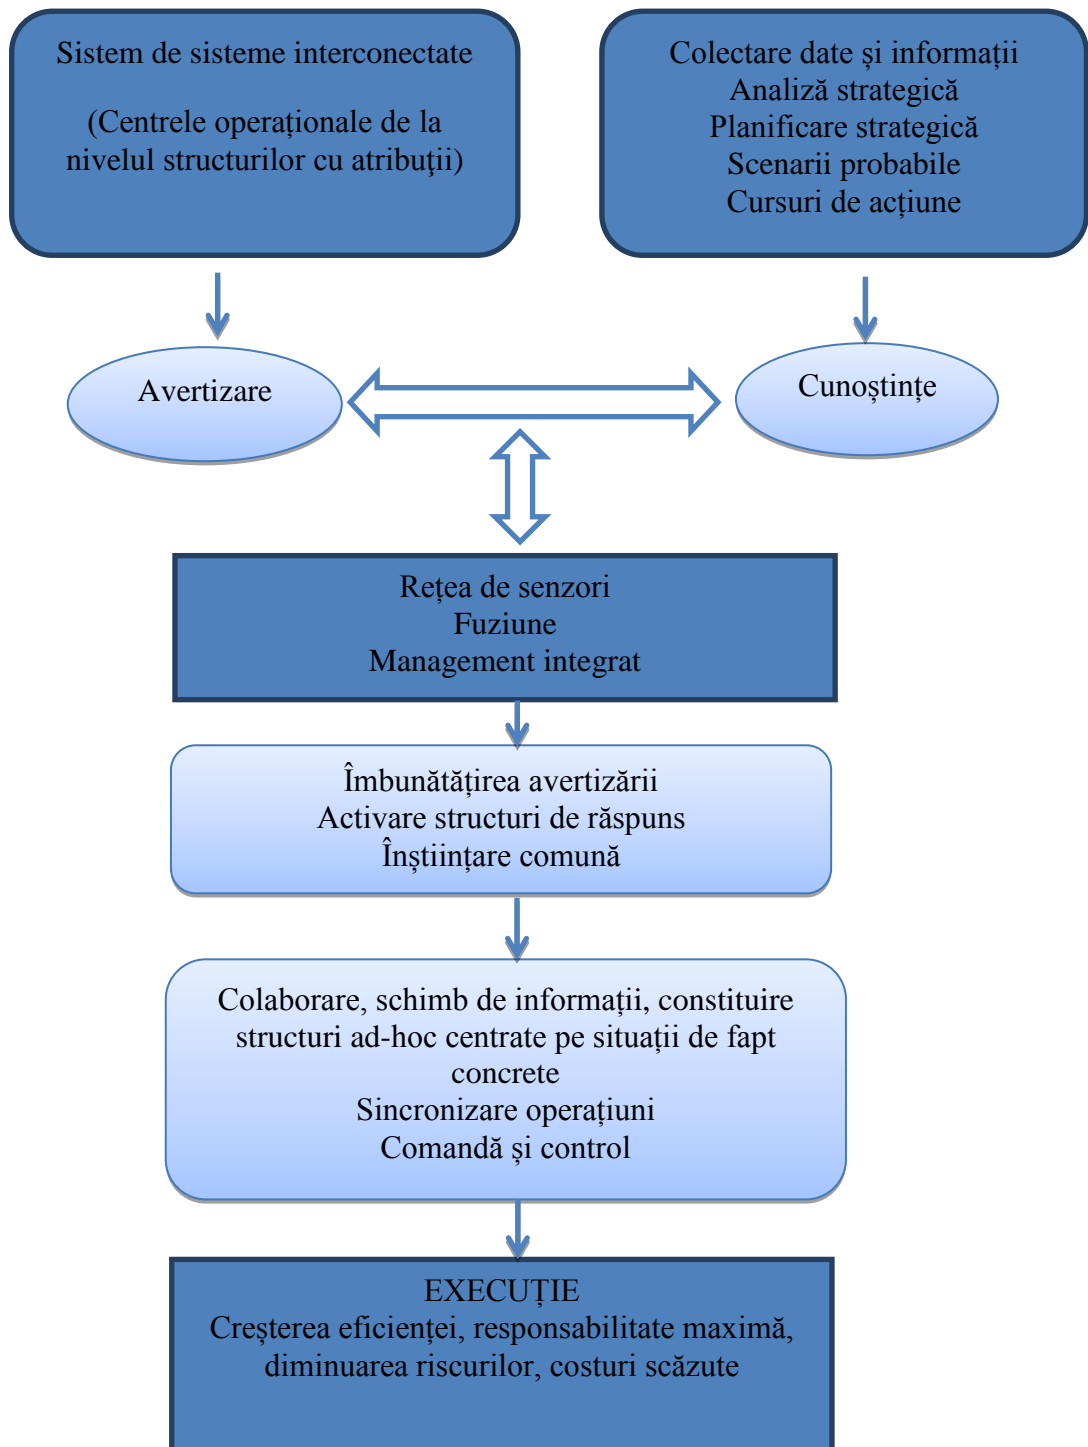 Sistem de sisteme interconectate
(Centrele operaționale de la
nivelul structurilor cu atribuţii)
Colectare date și informații
Analiză strategică
Planificare strategică
Scenarii probabile
Cursuri de acțiune
Avertizare
Cunoștințe
Rețea de senzori
Fuziune
Management integrat
Îmbunătățirea avertizării
Activare structuri de răspuns
Înștiințare comună
Colaborare, schimb de informații, constituire
structuri ad-hoc centrate pe situații de fapt
concrete
Sincronizare operațiuni
Comandă și control
EXECUȚIE
Creșterea eficienței, responsabilitate maximă,
diminuarea riscurilor, costuri scăzute